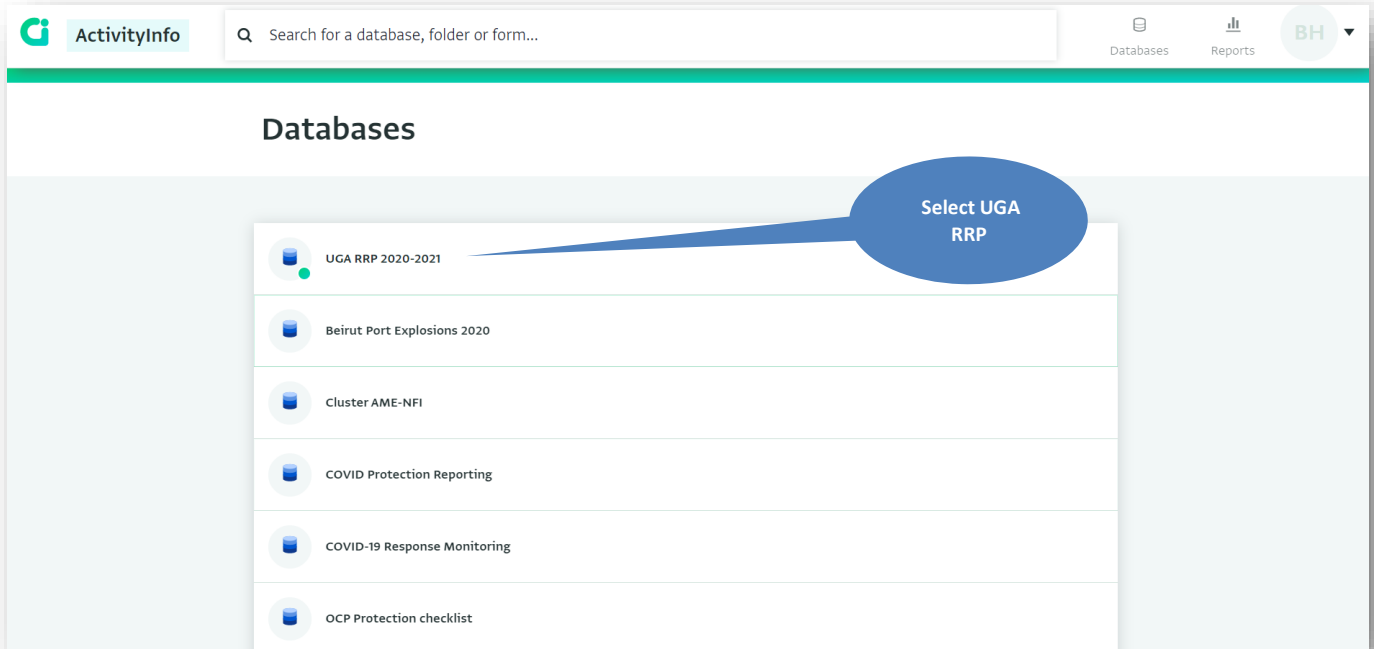 ActivityInfo
Search for a database, folder or form...
Databases
Reports
BH
Databases
Select UGA
RRP
UGA RRP 2020-2021
Beirut Port Explosions 2020
Cluster AME-NFI
COVID Protection Reporting
COVID-19 Response Monitoring
OCP Protection checklist